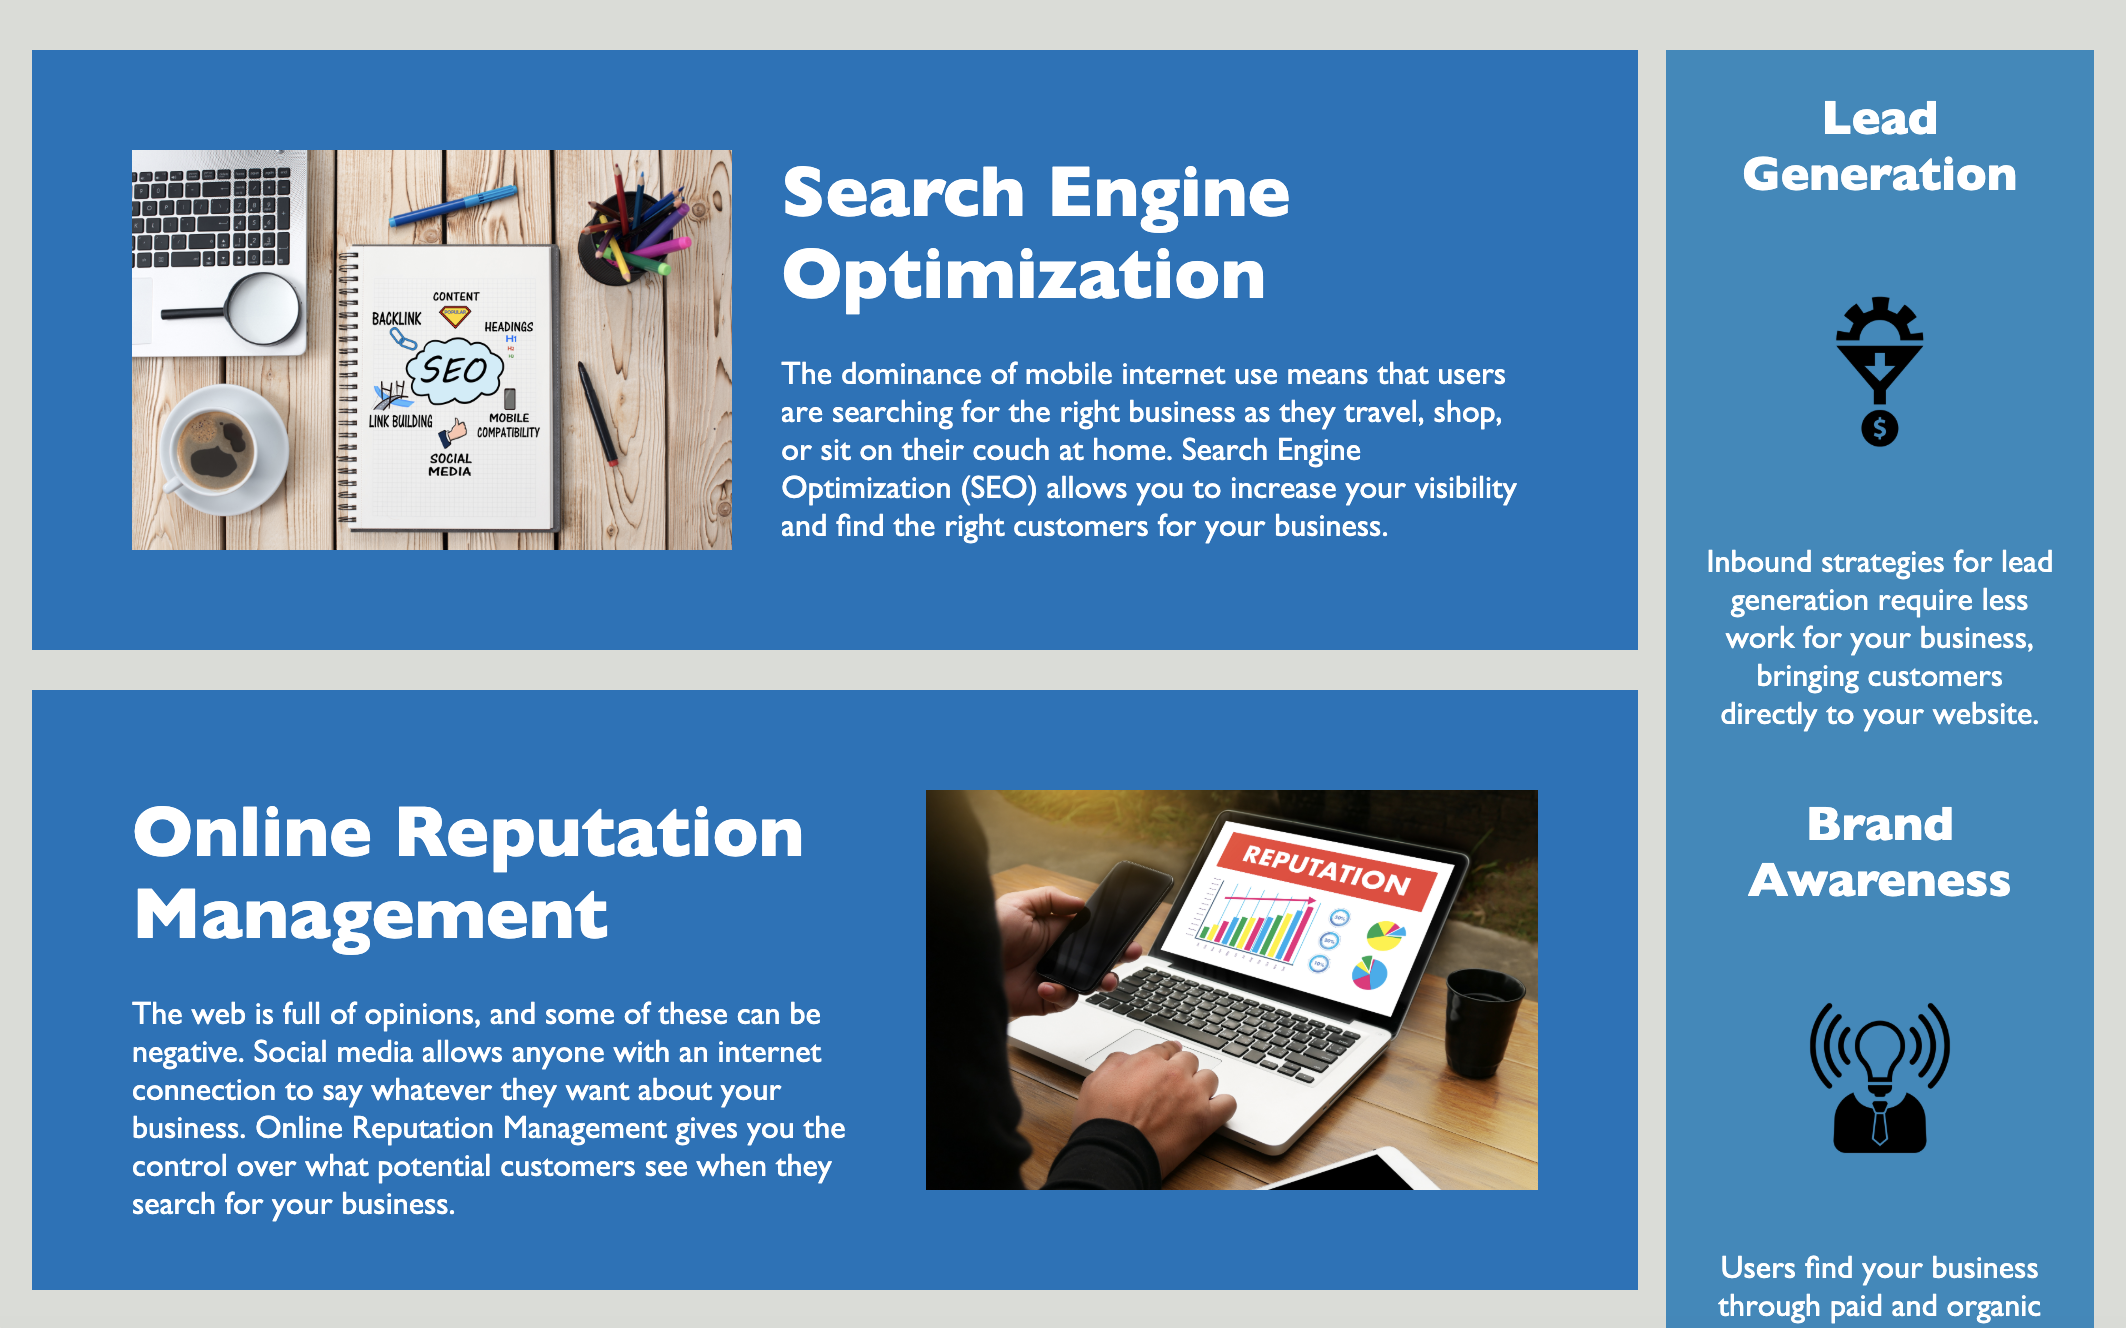 Search Engine
Optimization
The dominance of mobile internet use means that users
are searching for the right business as they travel, shop,
or sit on their couch at home. Search Engine
Optimization (SEO) allows you to increase your visibility
and find the right customers for your business.
CONTENT
POPULAR
BACKLINK
HEADINGS
H1
H2
H3
SEO
LINK BUILDING
MOBILE
COMPATIBILITY
SOCIAL
MEDIA
Online Reputation
Management
The web is full of opinions, and some of these can be
negative. Social media allows anyone with an internet
connection to say whatever they want about your
business. Online Reputation Management gives you the
control over what potential customers see when they
search for your business.
REPUTATION
Lead
Generation
$
Inbound strategies for lead
generation require less
work for your business,
bringing customers
directly to your website.
Brand
Awareness
Users find your business
through paid and organic